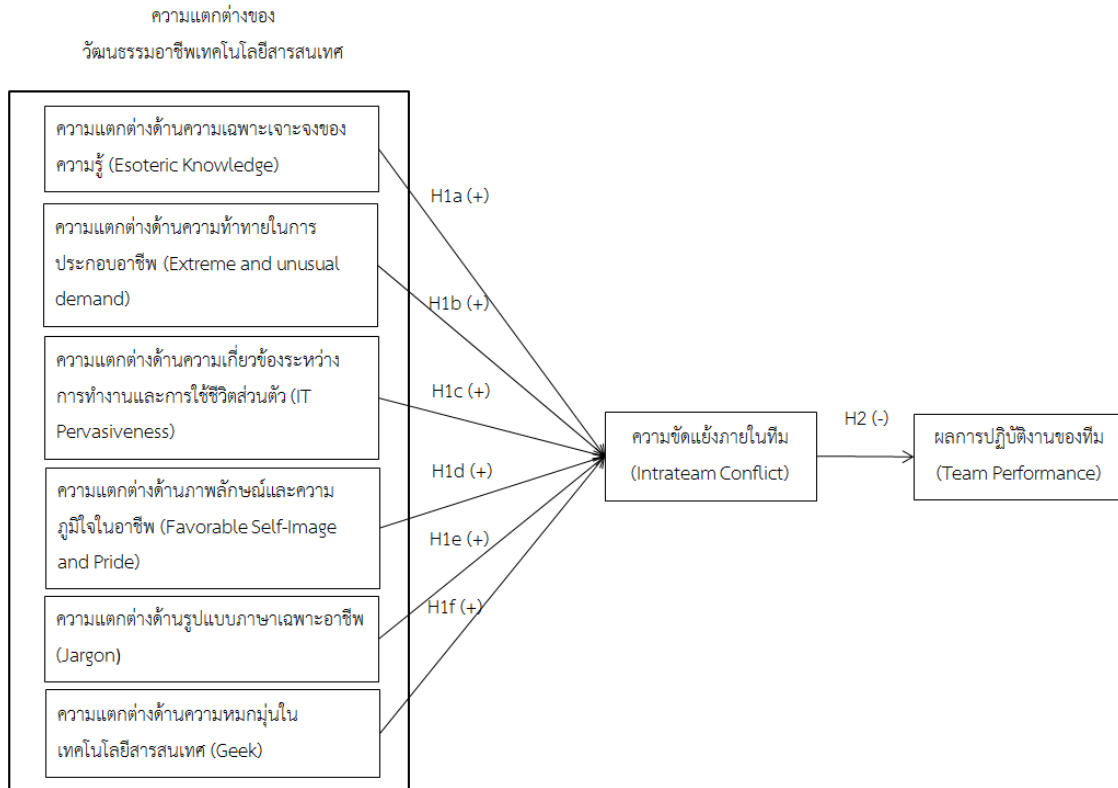 ความแตกต่างของ
วัฒนธรรมอาชีพเทคโนโลยีสารสนเทศ
ความแตกต่างด้านความเฉพาะเจาะจงของ
ความรู้ (Esoteric Knowledge)
ความแตกต่างด้านความท้าทายในการ
ประกอบอาชีพ (Extreme and unusual
demand)
ความแตกต่างด้านความเกี่ยวข้องระหว่าง
การทำงานและการใช้ชีวิตส่วนตัว (IT
Pervasiveness)
ความแตกต่างด้านภาพลักษณ์และความ
ภูมิใจในอาชีพ (Favorable Self-Image
and Pride)
ความแตกต่างด้านรูปแบบภาษาเฉพาะอาชีพ
(Jargon)
ความแตกต่างด้านความหมกมุ่นใน
เทคโนโลยีสารสนเทศ (Geek)
H1a (+)
H1b (+)
H1c (+)
H1d (+)
H1e (+)
H1f (+)
ความขัดแย้งภายในทีม
(Intrateam Conflict)
H2 (-)
ผลการปฏิบัติงานของทีม
(Team Performance)